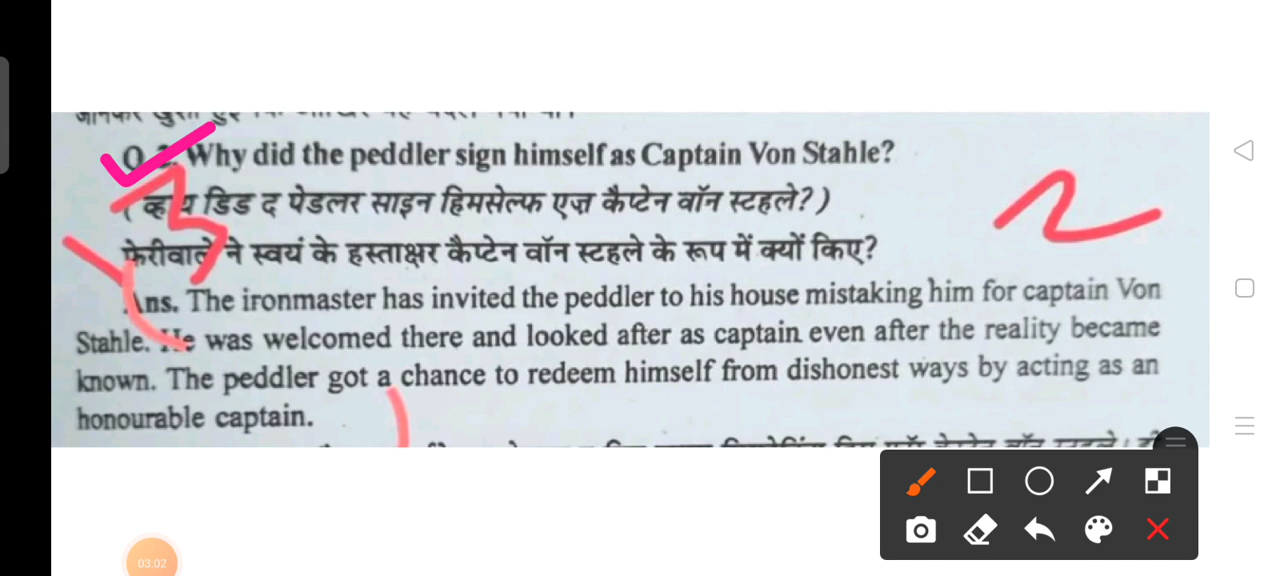 Q. 2. Why did the peddler sign himself as Captain Von Stahle?
( व्हाय डिड द पेडलर साइन हिमसेल्फ एज़ कैप्टेन वॉन स्टहले? )
फेरीवाले ने स्वयं के हस्ताक्षर कैप्टेन वॉन स्टहले के रूप में क्यों किए?
Ans. The ironmaster has invited the peddler to his house mistaking him for captain Von
Stahle. He was welcomed there and looked after as captain even after the reality became
known. The peddler got a chance to redeem himself from dishonest ways by acting as an
honourable captain.
03:02